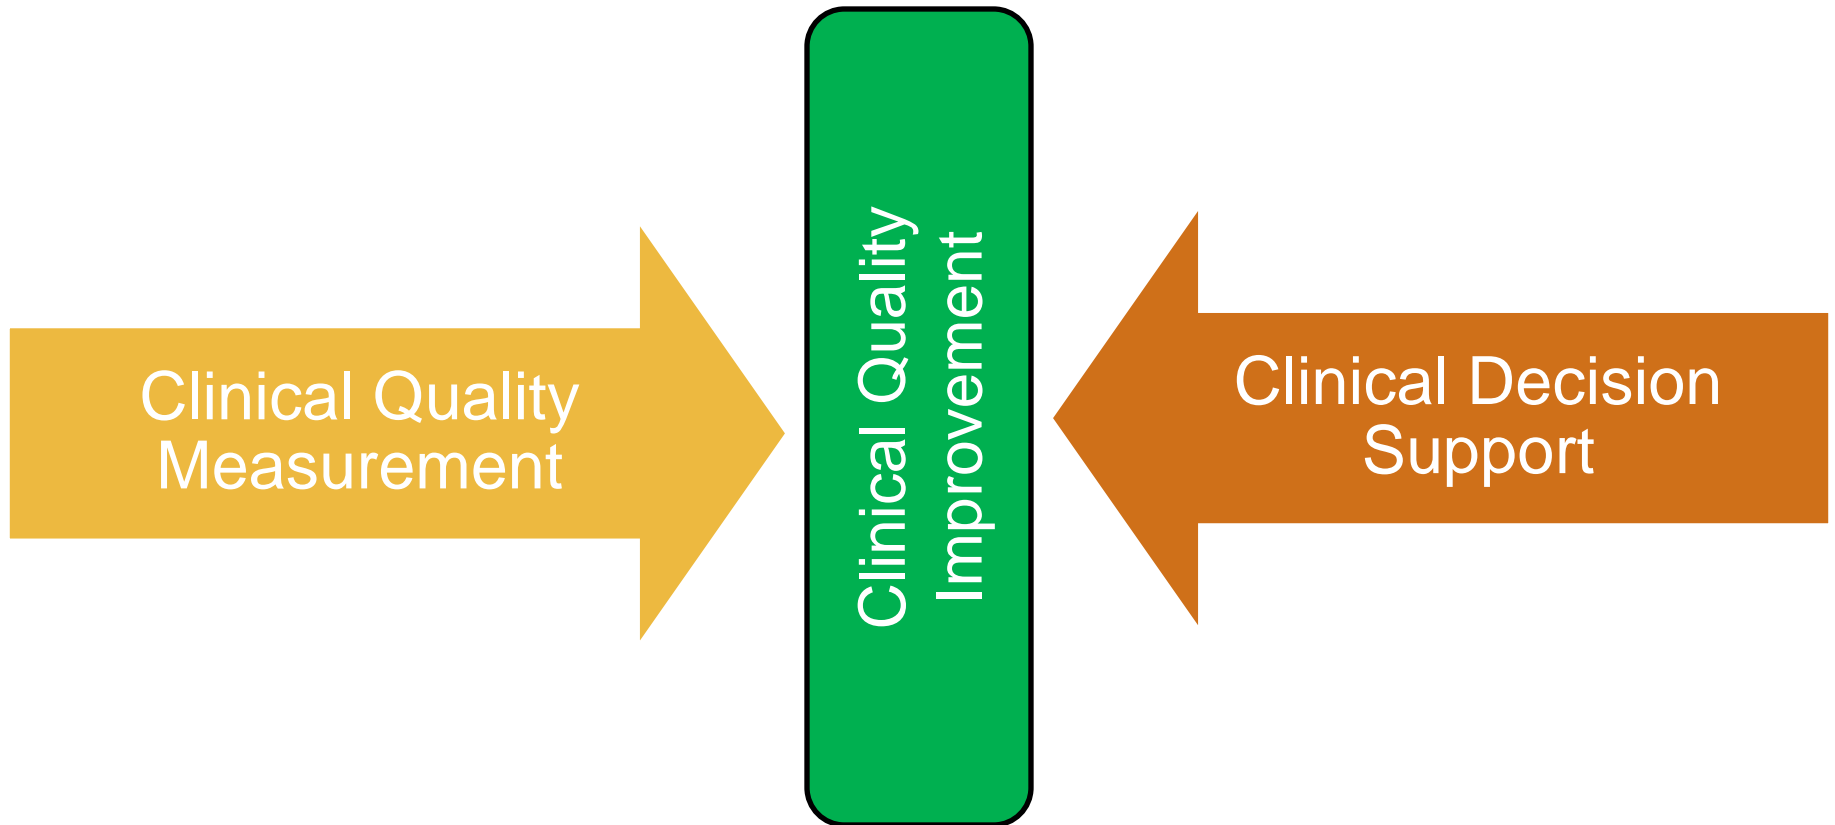 Clinical Quality
Measurement
Clinical Quality
Improvement
Clinical Decision
Support